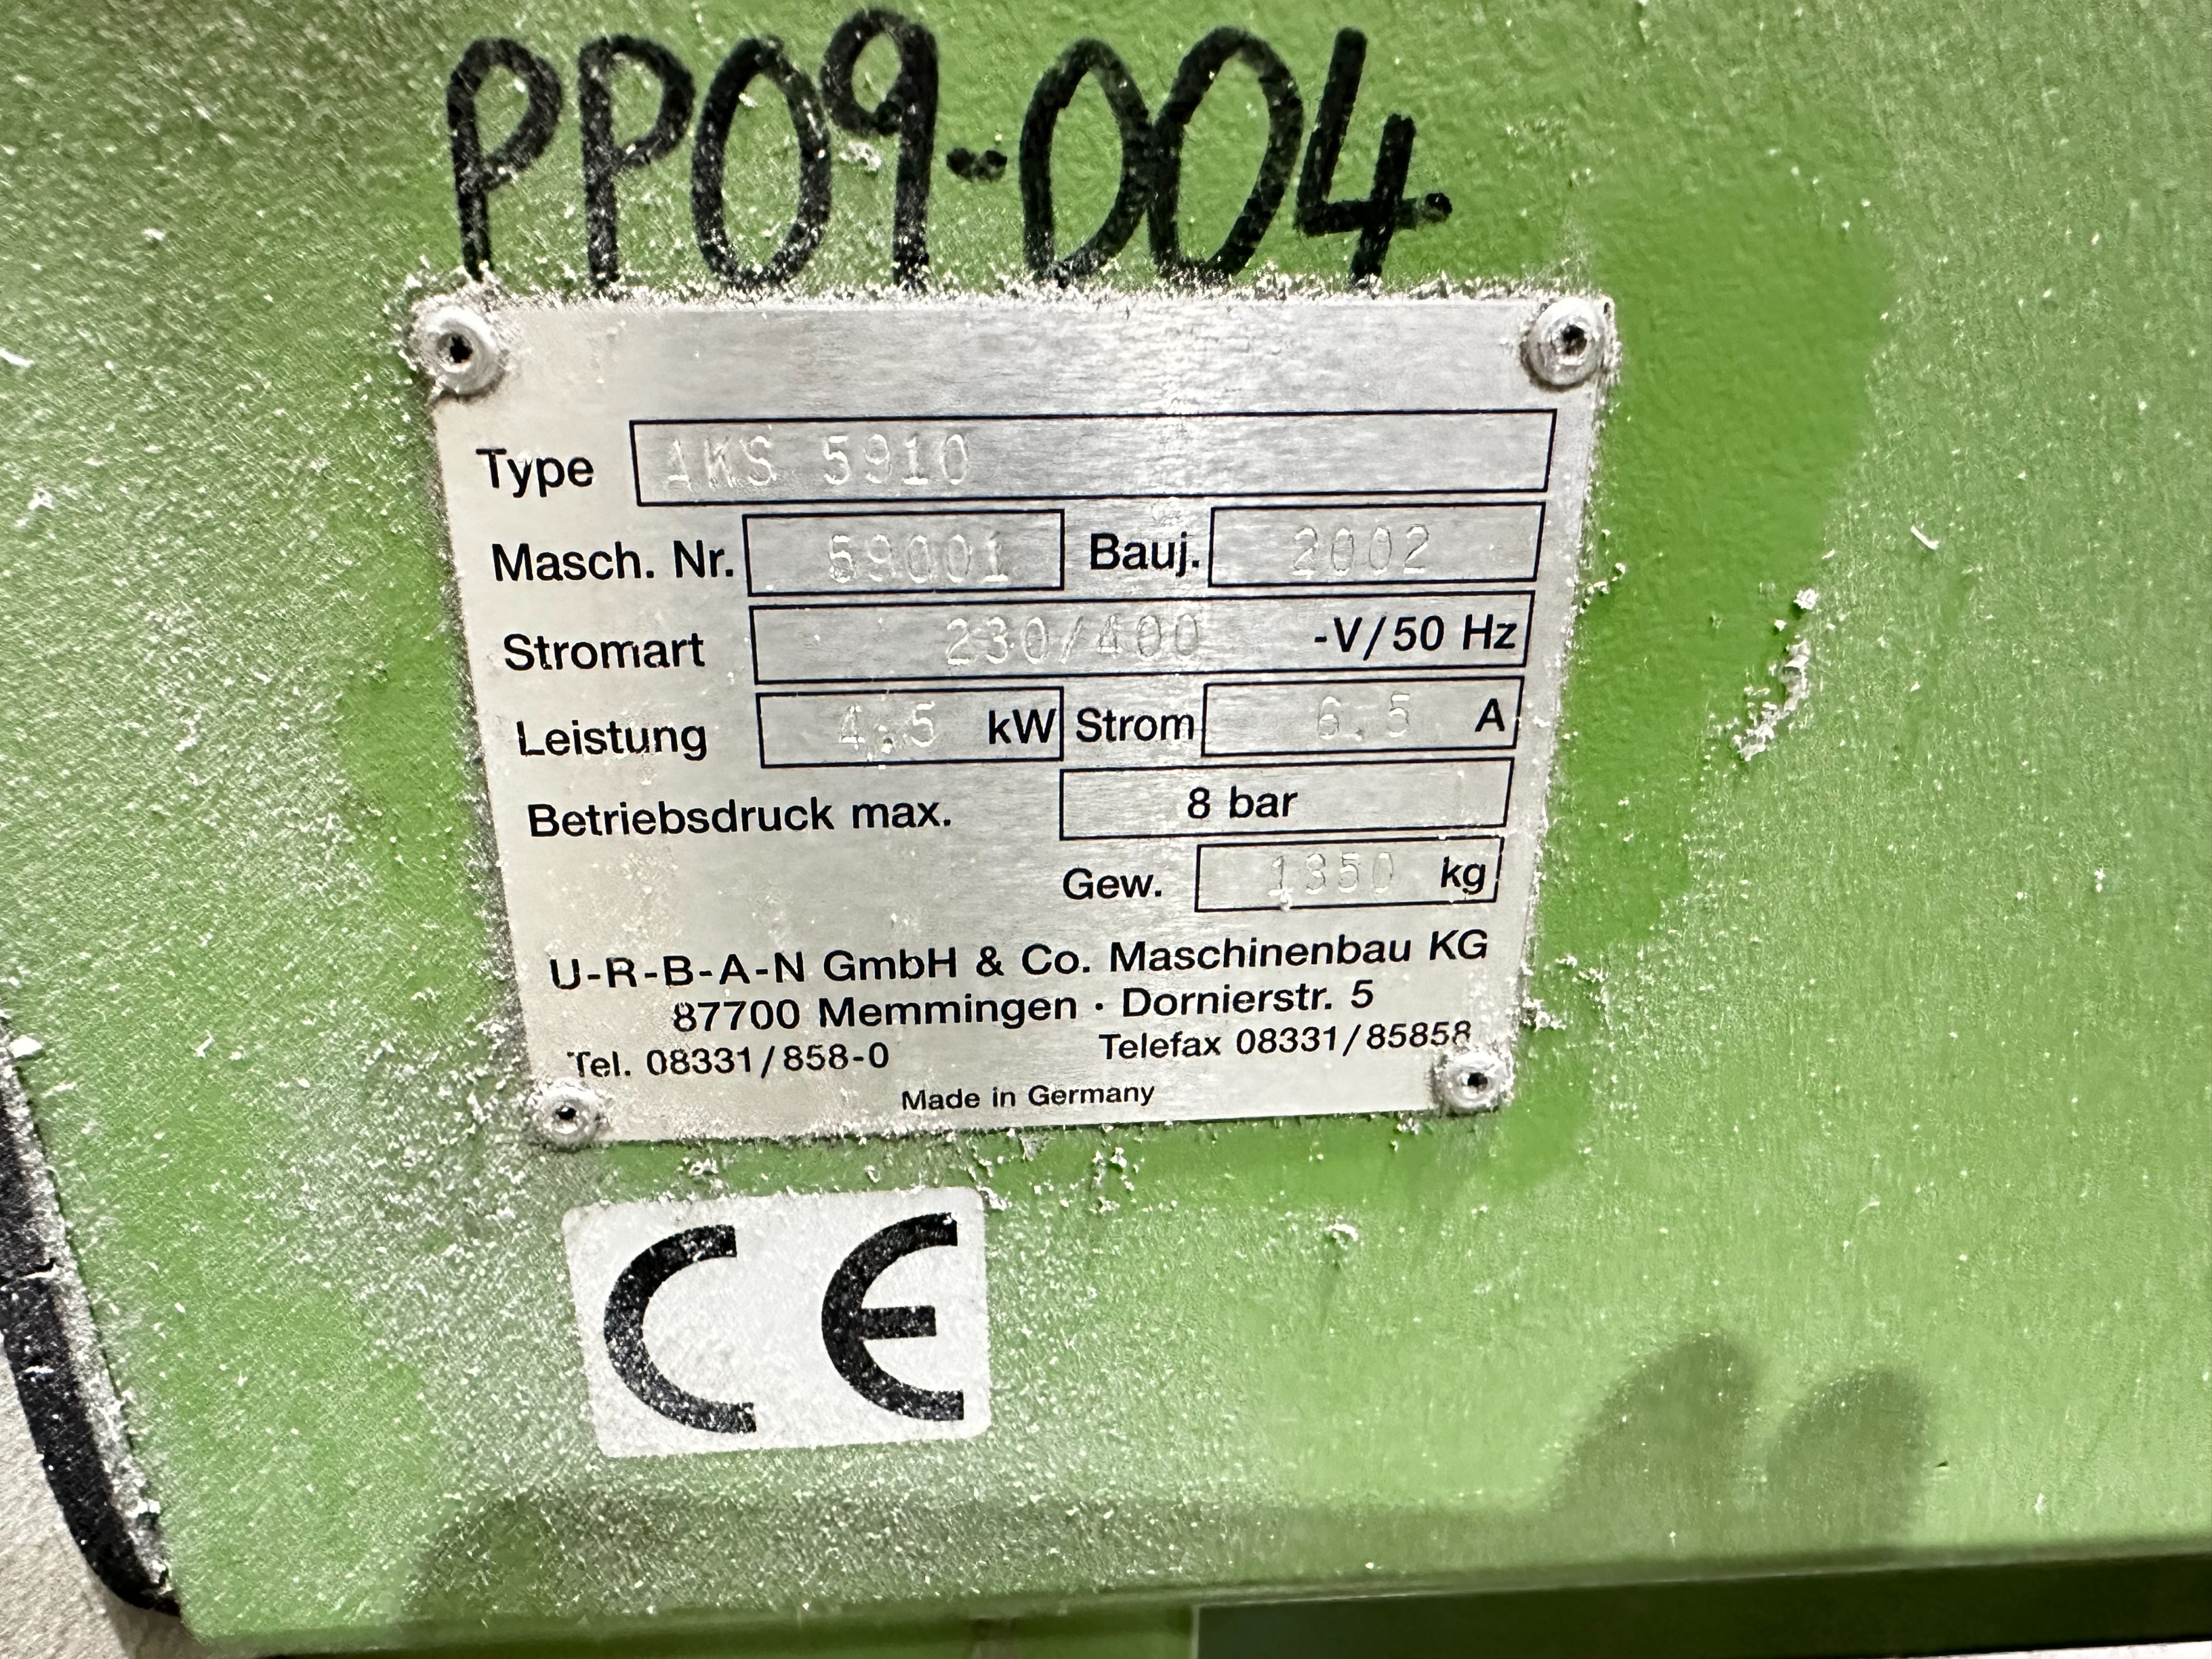 PP09-004
Type AKS 5910
Masch. Nr. 59001 Bauj. 2002
Stromart 230/400 -V/50 Hz
Leistung 4.5 kW Strom 6.5 A
Betriebsdruck max. 8 bar
Gew. 1350 kg
U-R-B-A-N GmbH & Co. Maschinenbau KG
87700 Memmingen · Dornierstr. 5
Tel. 08331/858-0 Telefax 08331/85858
Made in Germany
CE